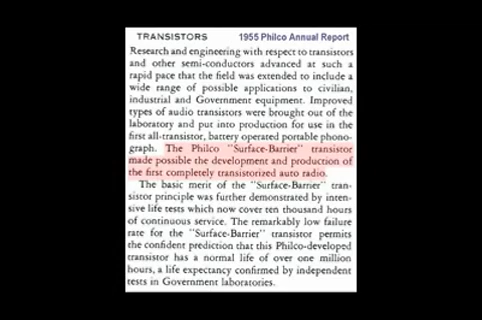 TRANSISTORS 1955 Philco Annual Report
Research and engineering with respect to transistors
and other semi-conductors advanced at such a
rapid pace that the field was extended to include a
wide range of possible applications to civilian,
industrial and Government equipment. Improved
types of audio transistors were brought out of the
laboratory and put into production for use in the
first all-transistor, battery operated portable phono-
graph. The Philco "Surface-Barrier" transistor
made possible the development and production of
the first completely transistorized auto radio.
The basic merit of the "Surface-Barrier" tran-
sistor principle was further demonstrated by inten-
sive life tests which now cover ten thousand hours
of continuous service. The remarkably low failure
rate for the "Surface-Barrier" transistor permits
the confident prediction that this Philco-developed
transistor has a normal life of over one million
hours, a life expectancy confirmed by independent
tests in Government laboratories.